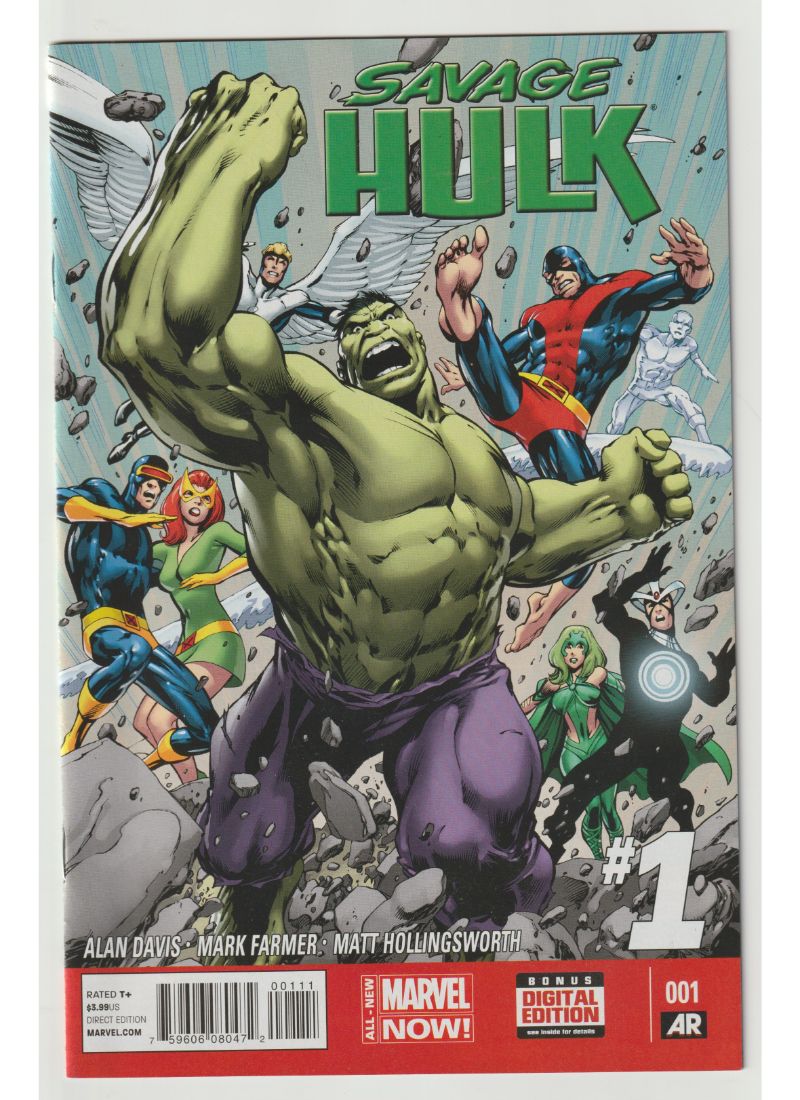 SAVAGE
HULK®
#1
ALAN DAVIS · MARK FARMER · MATT HOLLINGSWORTH
RATED T+
$3.99US
DIRECT EDITION
MARVEL.COM
00111
7 59606 08047 2
ALL-NEW
MARVEL
NOW!
BONUS
DIGITAL
EDITION
see inside for details
001
AR